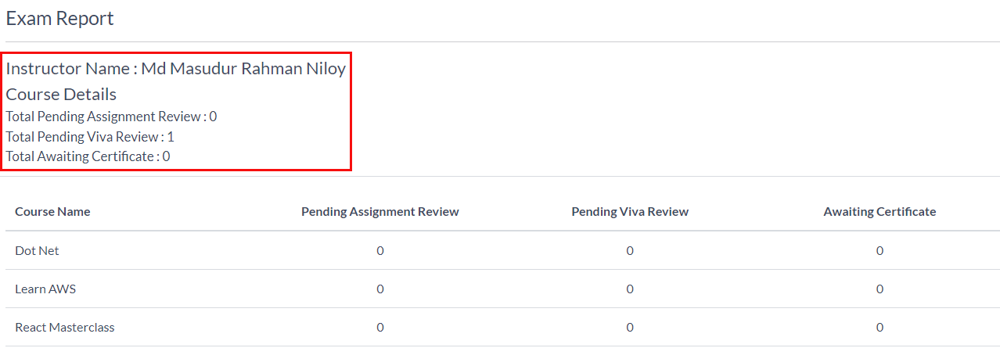 Exam Report
Instructor Name : Md Masudur Rahman Niloy
Course Details
Total Pending Assignment Review : 0
Total Pending Viva Review : 1
Total Awaiting Certificate : 0
Course Name Pending Assignment Review Pending Viva Review Awaiting Certificate
Dot Net 0 0 0
Learn AWS 0 0 0
React Masterclass 0 0 0